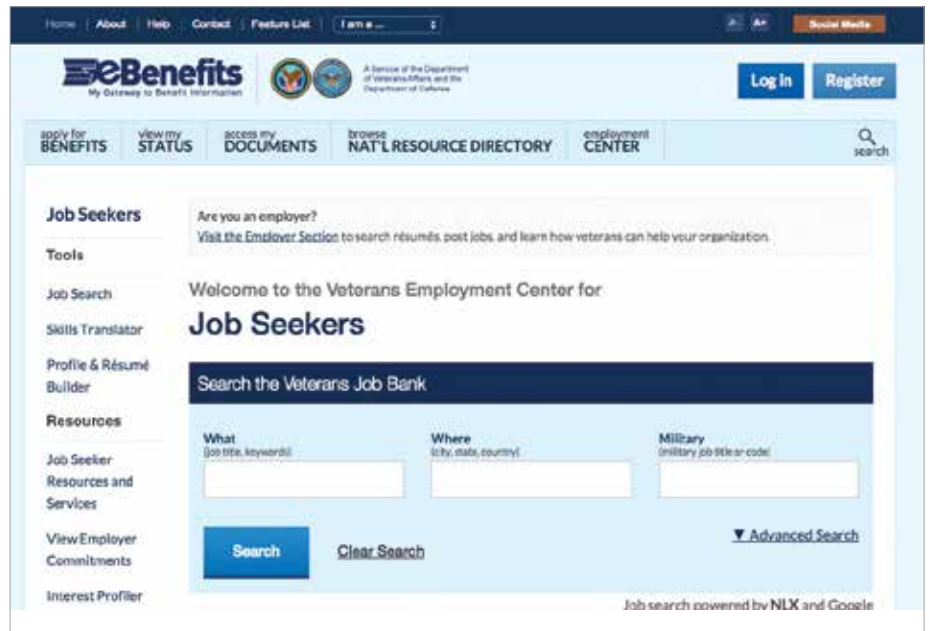 Home | About | Help | Contact | Feature List | I am a...
A- A+ Social Media
eBenefits
My Gateway to Benefit Information
A Service of the Department
of Veterans Affairs and the
Department of Defense
Log in Register
apply for BENEFITS
view my STATUS
access my DOCUMENTS
browse NAT'L RESOURCE DIRECTORY
employment CENTER
search
Job Seekers
Tools
Job Search
Skills Translator
Profile & Résumé
Builder
Resources
Job Seeker
Resources and
Services
View Employer
Commitments
Interest Profiler
Are you an employer?
Visit the Employer Section to search résumés, post jobs, and learn how veterans can help your organization.
Welcome to the Veterans Employment Center for
Job Seekers
Search the Veterans Job Bank
What
(job title, keywords)
Where
(city, state, country)
Military
(military job title or code)
Search Clear Search
▼ Advanced Search
Job search powered by NLX and Google